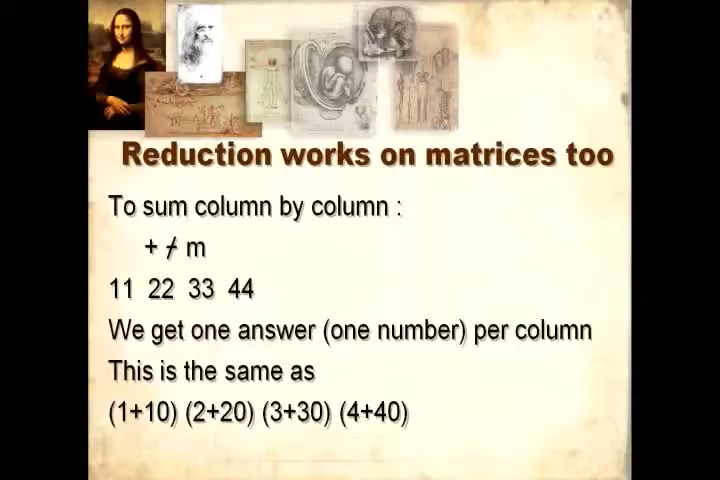 Reduction works on matrices too
To sum column by column :
+ ⌿ m
11 22 33 44
We get one answer (one number) per column
This is the same as
(1+10) (2+20) (3+30) (4+40)